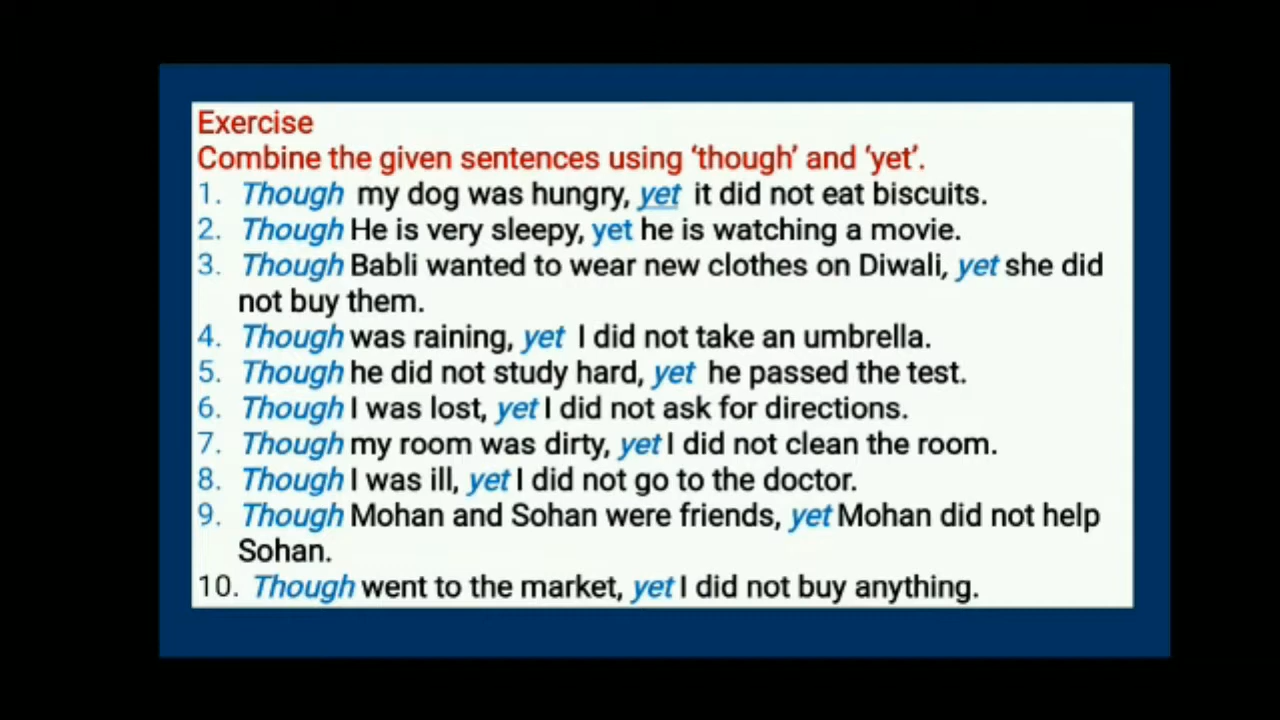 Exercise
Combine the given sentences using ‘though’ and ‘yet’.
1. Though my dog was hungry, yet it did not eat biscuits.
2. Though He is very sleepy, yet he is watching a movie.
3. Though Babli wanted to wear new clothes on Diwali, yet she did
not buy them.
4. Though was raining, yet I did not take an umbrella.
5. Though he did not study hard, yet he passed the test.
6. Though I was lost, yet I did not ask for directions.
7. Though my room was dirty, yet I did not clean the room.
8. Though I was ill, yet I did not go to the doctor.
9. Though Mohan and Sohan were friends, yet Mohan did not help
Sohan.
10. Though went to the market, yet I did not buy anything.